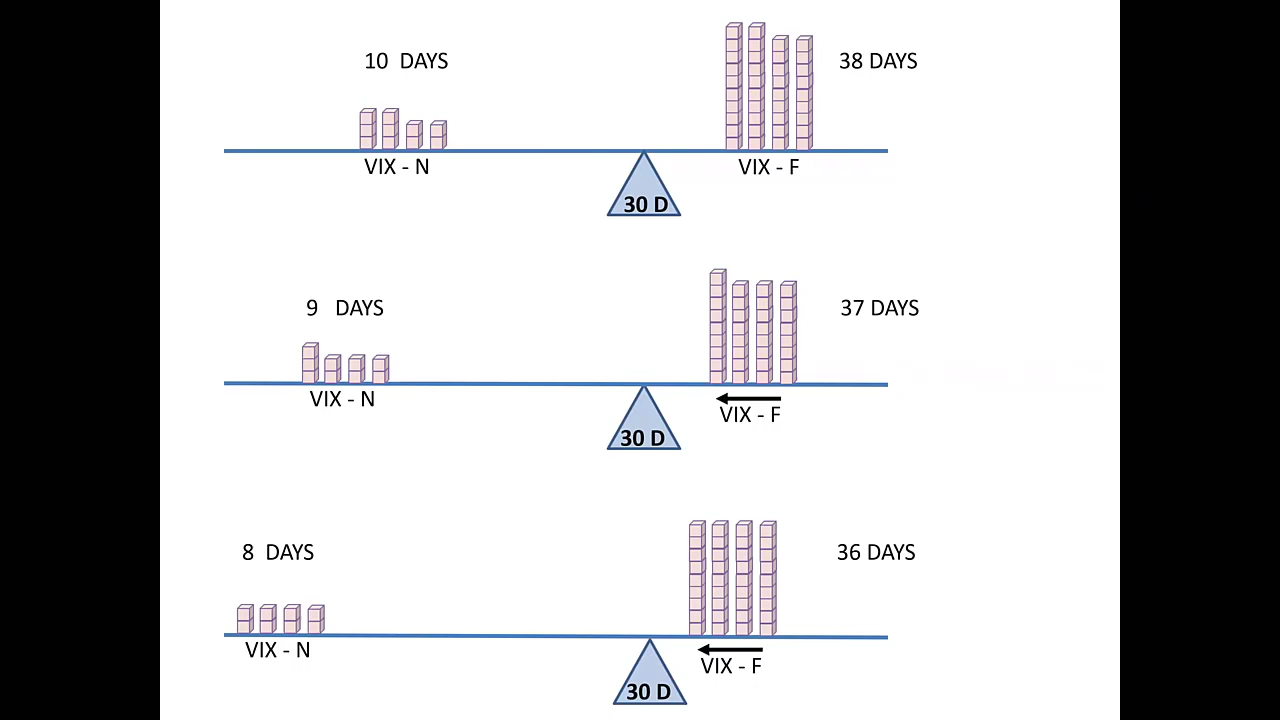 10 DAYS
38 DAYS
VIX - N
VIX - F
30 D
9 DAYS
37 DAYS
VIX - N
VIX - F
30 D
8 DAYS
36 DAYS
VIX - N
VIX - F
30 D